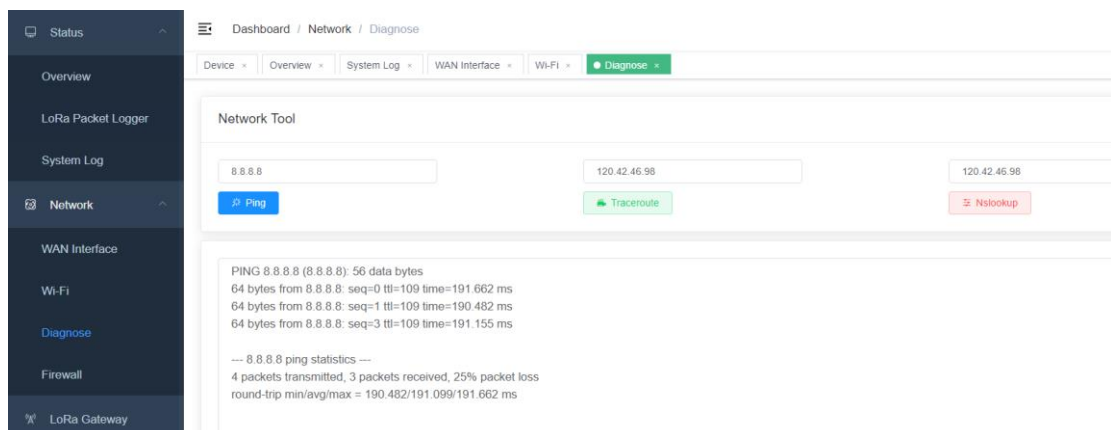 Status
Overview
LoRa Packet Logger
System Log
Network
WAN Interface
Wi-Fi
Diagnose
Firewall
LoRa Gateway
Dashboard / Network / Diagnose
Device × Overview × System Log × WAN Interface × Wi-Fi × Diagnose ×
Network Tool
8.8.8.8 120.42.46.98 120.42.46.98
Ping Traceroute Nslookup
PING 8.8.8.8 (8.8.8.8): 56 data bytes
64 bytes from 8.8.8.8: seq=0 ttl=109 time=191.662 ms
64 bytes from 8.8.8.8: seq=1 ttl=109 time=190.482 ms
64 bytes from 8.8.8.8: seq=3 ttl=109 time=191.155 ms
--- 8.8.8.8 ping statistics ---
4 packets transmitted, 3 packets received, 25% packet loss
round-trip min/avg/max = 190.482/191.099/191.662 ms